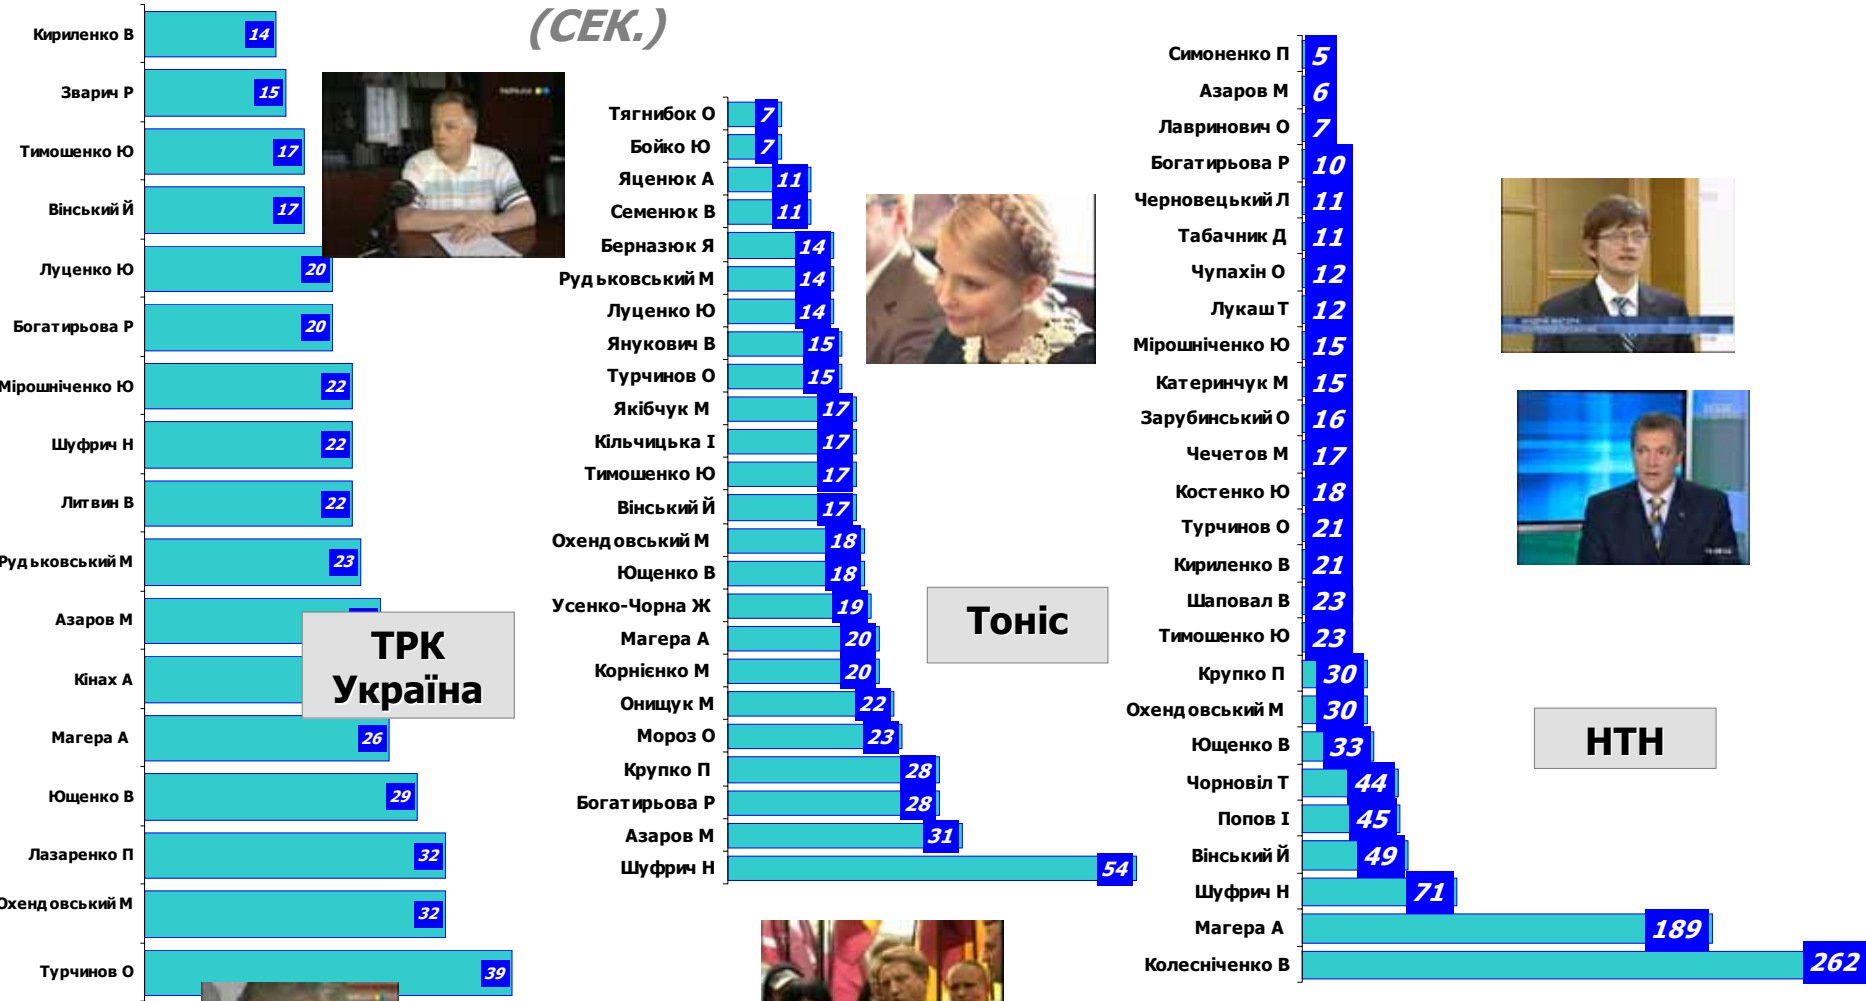 (СЕК.)
Кириленко В 14
Зварич Р 15
Тимошенко Ю 17
Вінський Й 17
Луценко Ю 20
Богатирьова Р 20
Мірошніченко Ю 22
Шуфрич Н 22
Литвин В 22
Рудьковський М 23
Азаров М
Кінах А
Магера А 26
Ющенко В 29
Лазаренко П 32
Охендовський М 32
Турчинов О 39
ТРК
Україна
Тягнибок О 7
Бойко Ю 7
Яценюк А 11
Семенюк В 11
Берназюк Я 14
Рудьковський М 14
Луценко Ю 14
Янукович В 15
Турчинов О 15
Якібчук М 17
Кільчицька І 17
Тимошенко Ю 17
Вінський Й 17
Охендовський М 18
Ющенко В 18
Усенко-Чорна Ж 19
Магера А 20
Корнієнко М 20
Онищук М 22
Мороз О 23
Крупко П 28
Богатирьова Р 28
Азаров М 31
Шуфрич Н 54
Тоніс
Симоненко П 5
Азаров М 6
Лавринович О 7
Богатирьова Р 10
Черновецький Л 11
Табачник Д 11
Чупахін О 12
Лукаш Т 12
Мірошніченко Ю 15
Катеринчук М 15
Зарубинський О 16
Чечетов М 17
Костенко Ю 18
Турчинов О 21
Кириленко В 21
Шаповал В 23
Тимошенко Ю 23
Крупко П 30
Охендовський М 30
Ющенко В 33
Чорновіл Т 44
Попов І 45
Вінський Й 49
Шуфрич Н 71
Магера А 189
Колесніченко В 262
НТН